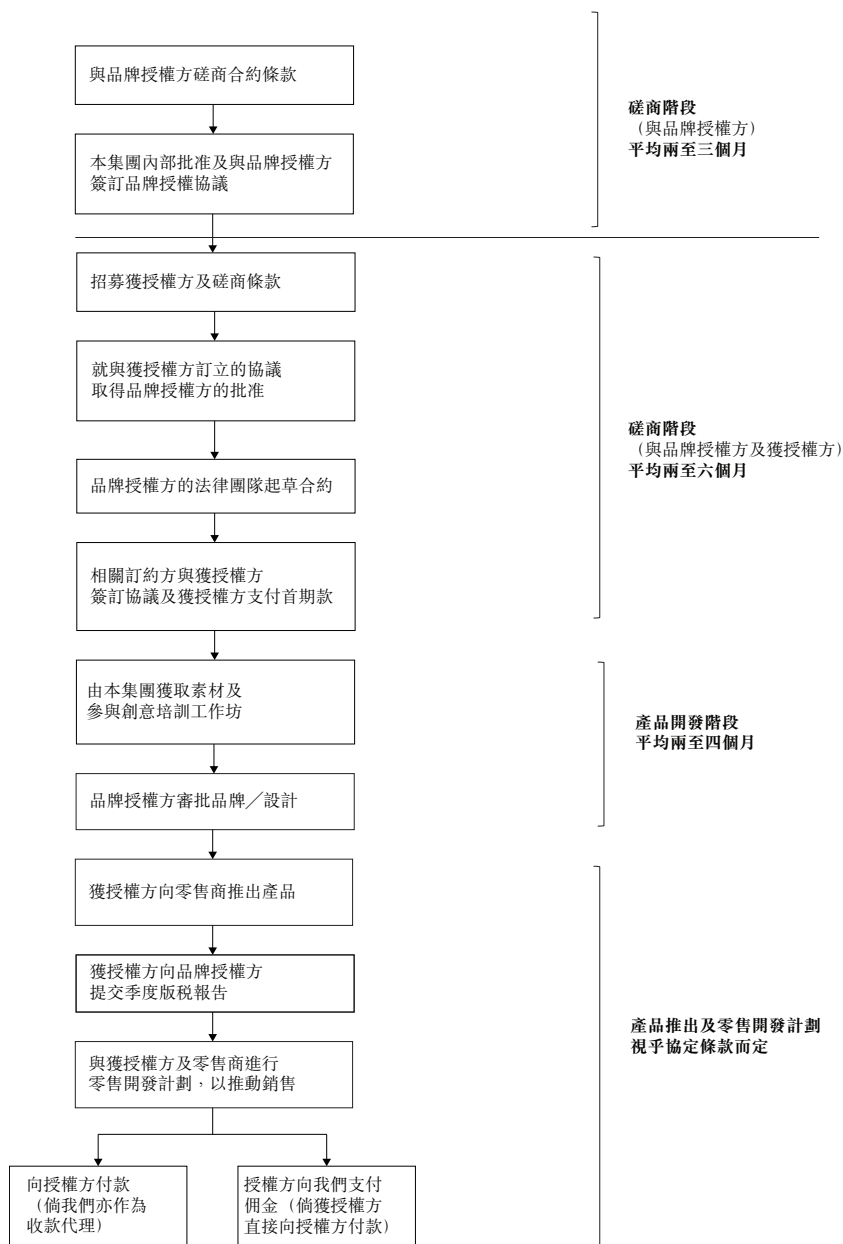 與品牌授權方磋商合約條款
本集團內部批准及與品牌授權方
簽訂品牌授權協議
磋商階段
（與品牌授權方）
平均兩至三個月
招募獲授權方及磋商條款
就與獲授權方訂立的協議
取得品牌授權方的批准
品牌授權方的法律團隊起草合約
相關訂約方與獲授權方
簽訂協議及獲授權方支付首期款
磋商階段
（與品牌授權方及獲授權方）
平均兩至六個月
由本集團獲取素材及
參與創意培訓工作坊
品牌授權方審批品牌／設計
產品開發階段
平均兩至四個月
獲授權方向零售商推出產品
獲授權方向品牌授權方
提交季度版税報告
與獲授權方及零售商進行
零售開發計劃，以推動銷售
產品推出及零售開發計劃
視乎協定條款而定
向授權方付款
（倘我們亦作為
收款代理）
授權方向我們支付
佣金（倘獲授權方
直接向授權方付款）